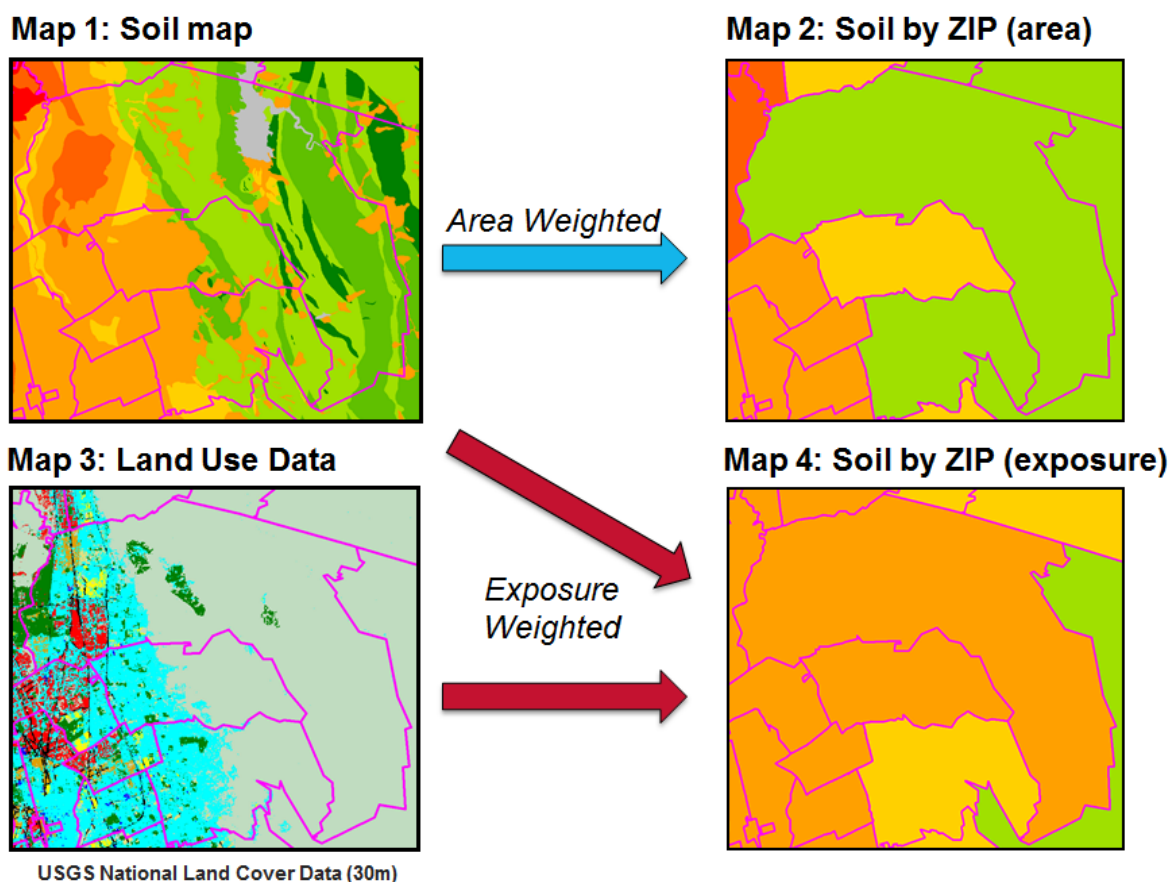 Map 1: Soil map
Map 2: Soil by ZIP (area)
Area Weighted
Map 3: Land Use Data
Map 4: Soil by ZIP (exposure)
Exposure
Weighted
USGS National Land Cover Data (30m)